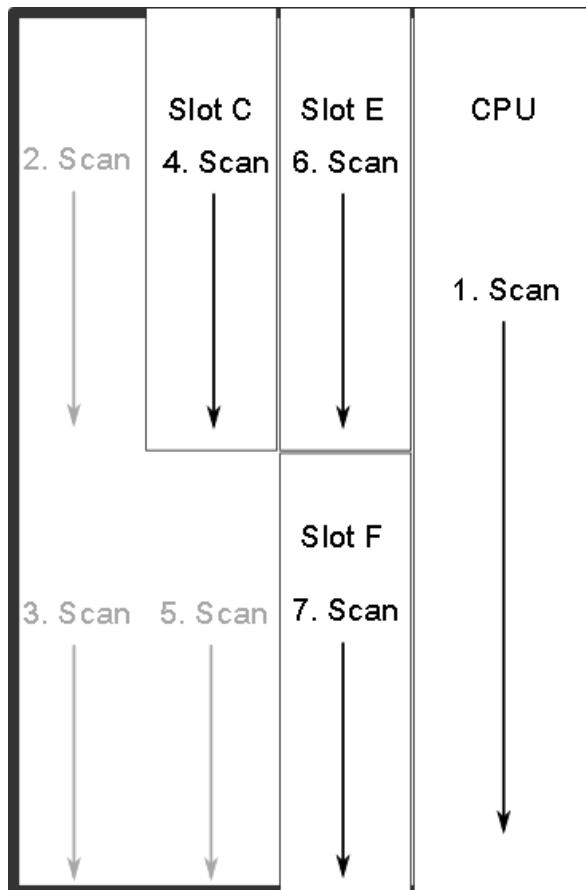 Slot C
Slot E
CPU
2. Scan
4. Scan
6. Scan
1. Scan
Slot F
3. Scan
5. Scan
7. Scan